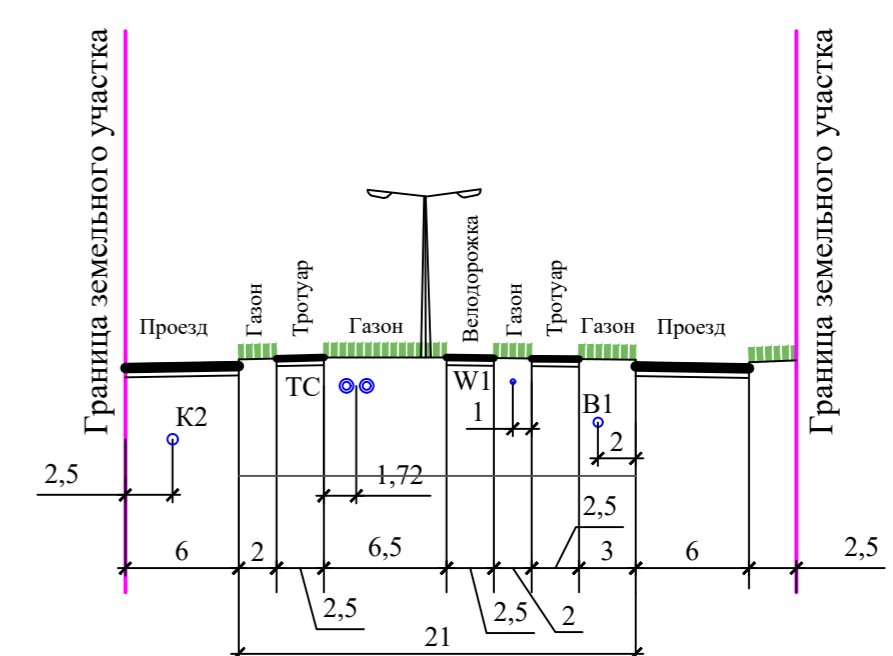 Граница земельного участка
Граница земельного участка
Проезд
Газон
Тротуар
Газон
Велодорожка
Газон
Тротуар
Газон
Проезд
К2
ТС
W1
В1
1
2
2,5
1,72
2,5
6
2
6,5
3
6
2,5
2,5
2,5
2
21